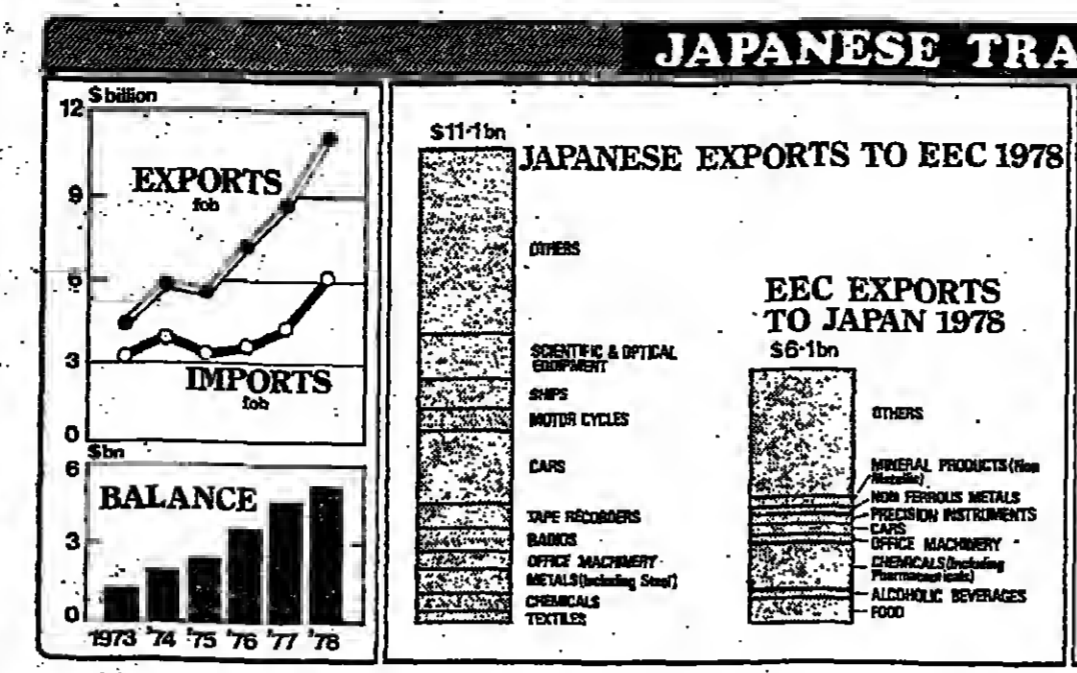 JAPANESE TRA
$ billion
12
9
6
3
0
EXPORTS
fob
IMPORTS
fob
$bn
6
3
0
BALANCE
1973 '74 '75 '76 '77 '78
$11·1bn
JAPANESE EXPORTS TO EEC 1978
OTHERS
SCIENTIFIC & OPTICAL
EQUIPMENT
SHIPS
MOTOR CYCLES
CARS
TAPE RECORDERS
RADIOS
OFFICE MACHINERY
METALS (Including Steel)
CHEMICALS
TEXTILES
EEC EXPORTS
TO JAPAN 1978
$6·1bn
OTHERS
MINERAL PRODUCTS (Non
Metallic)
NON FERROUS METALS
PRECISION INSTRUMENTS
CARS
OFFICE MACHINERY
CHEMICALS (Including
Pharmaceuticals)
ALCOHOLIC BEVERAGES
FOOD